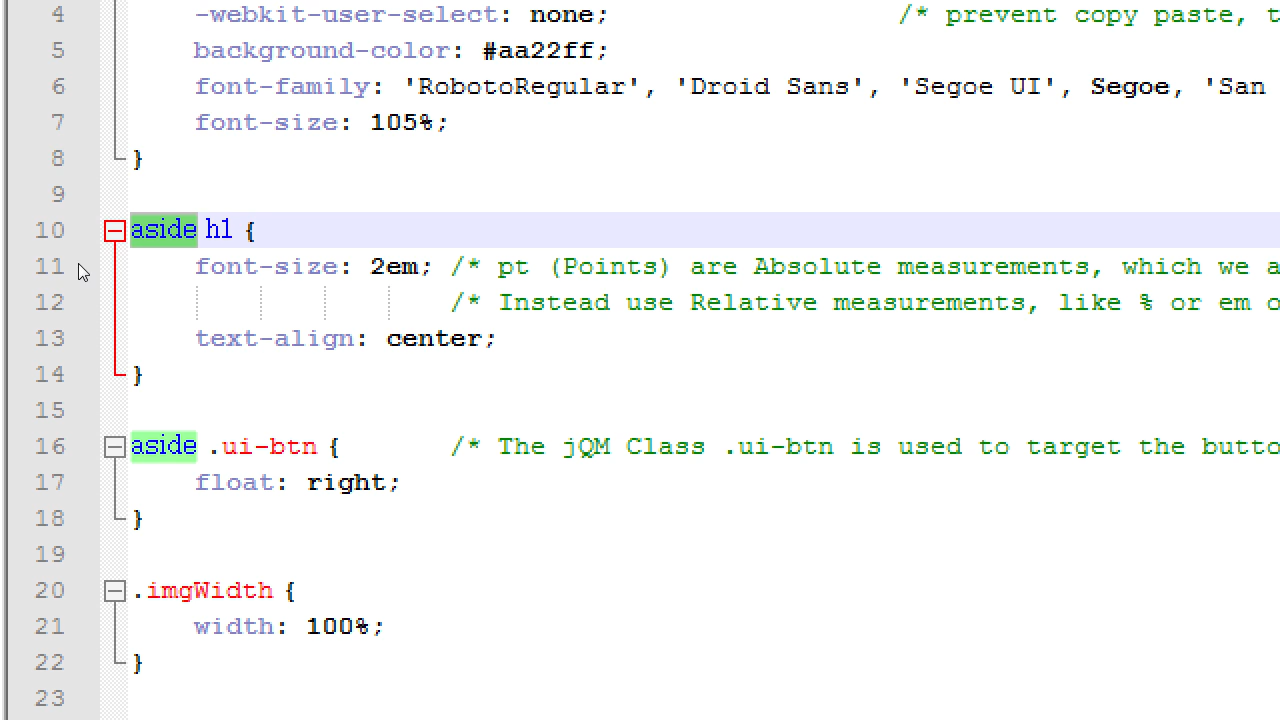 4 -webkit-user-select: none; /* prevent copy paste, t
5 background-color: #aa22ff;
6 font-family: 'RobotoRegular', 'Droid Sans', 'Segoe UI', Segoe, 'San
7 font-size: 105%;
8 }
9
10 aside h1 {
11 font-size: 2em; /* pt (Points) are Absolute measurements, which we a
12 /* Instead use Relative measurements, like % or em o
13 text-align: center;
14 }
15
16 aside .ui-btn { /* The jQM Class .ui-btn is used to target the butto
17 float: right;
18 }
19
20 .imgWidth {
21 width: 100%;
22 }
23